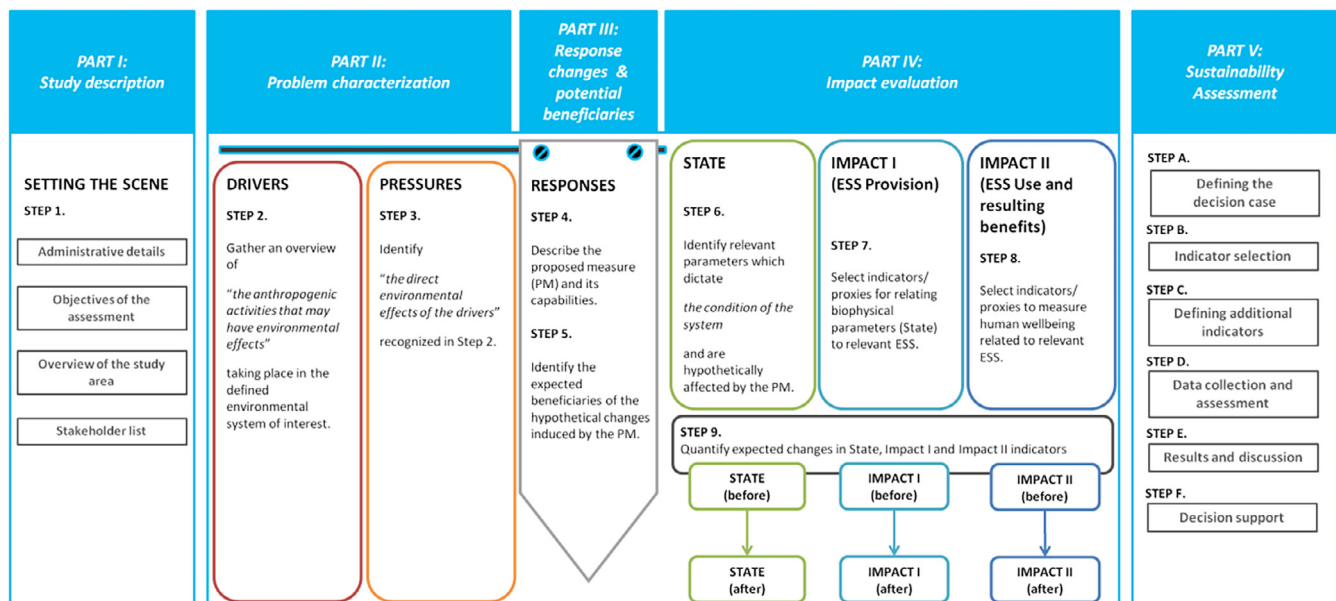 PART I:
Study description
SETTING THE SCENE
STEP 1.
Administrative details
Objectives of the
assessment
Overview of the study
area
Stakeholder list
PART II:
Problem characterization
DRIVERS
STEP 2.
Gather an overview
of
“the anthropogenic
activities that may
have environmental
effects”
taking place in the
defined
environmental
system of interest.
PRESSURES
STEP 3.
Identify
“the direct
environmental
effects of the drivers”
recognized in Step 2.
PART III:
Response
changes &
potential
beneficiaries
RESPONSES
STEP 4.
Describe the
proposed measure
(PM) and its
capabilities.
STEP 5.
Identify the
expected
beneficiaries of the
hypothetical changes
induced by the PM.
PART IV:
Impact evaluation
STATE
STEP 6.
Identify relevant
parameters which
dictate
the condition of the
system
and are
hypothetically
affected by the PM.
IMPACT I
(ESS Provision)
STEP 7.
Select indicators/
proxies for relating
biophysical
parameters (State)
to relevant ESS.
IMPACT II
(ESS Use and
resulting
benefits)
STEP 8.
Select indicators/
proxies to measure
human wellbeing
related to relevant
ESS.
STEP 9.
Quantify expected changes in State, Impact I and Impact II indicators
STATE
(before)
IMPACT I
(before)
IMPACT II
(before)
STATE
(after)
IMPACT I
(after)
IMPACT II
(after)
PART V:
Sustainability
Assessment
STEP A.
Defining the
decision case
STEP B.
Indicator selection
STEP C.
Defining additional
indicators
STEP D.
Data collection and
assessment
STEP E.
Results and discussion
STEP F.
Decision support